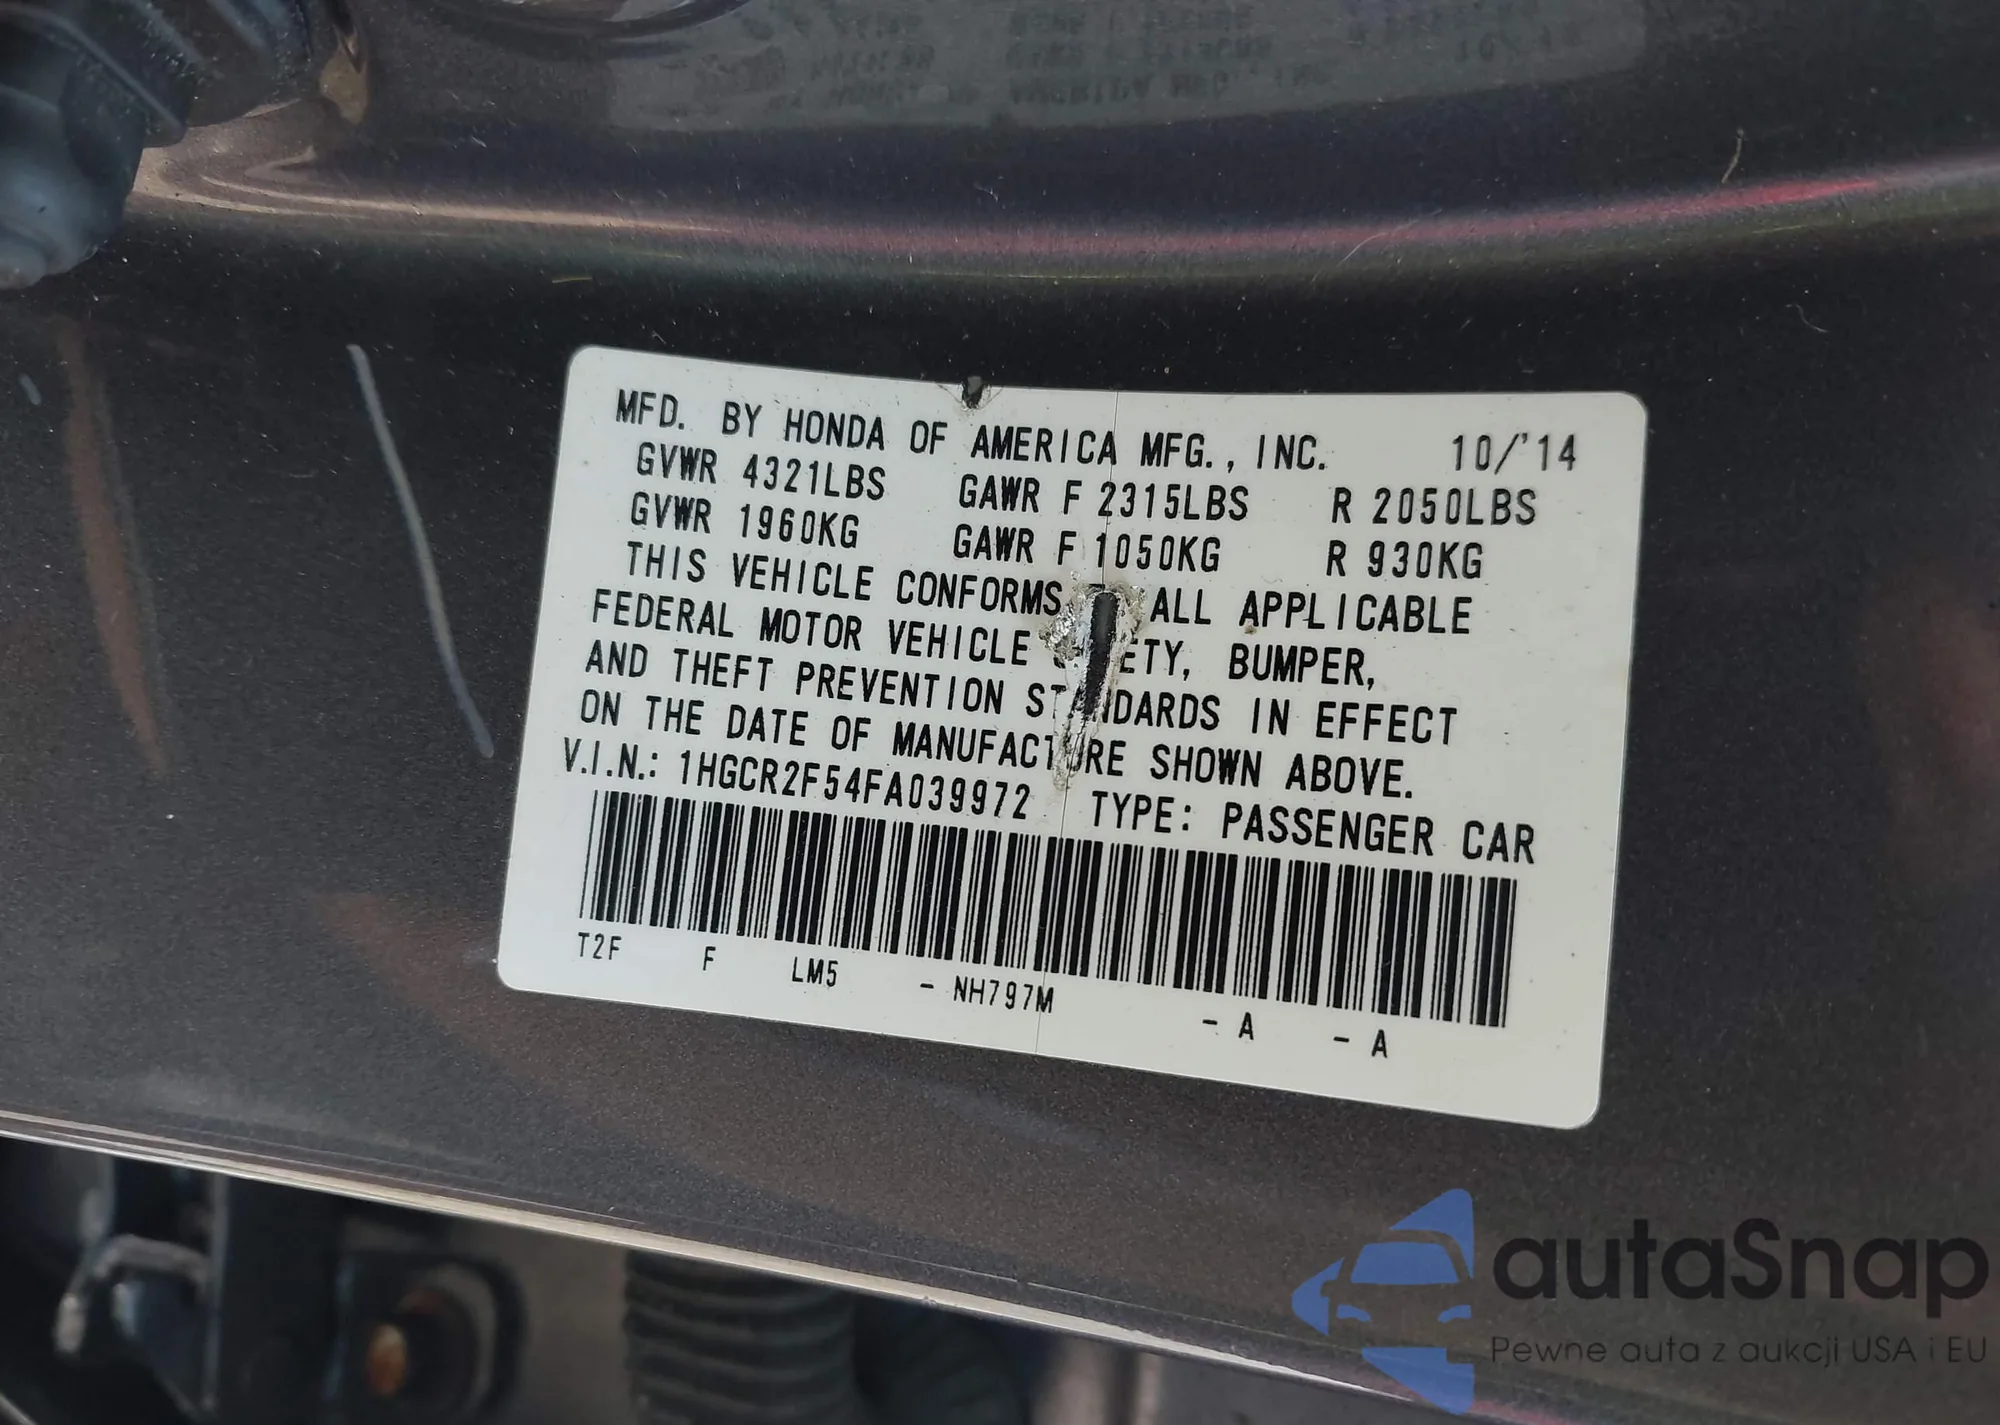 MFD. BY HONDA OF AMERICA MFG., INC. 10/'14
GVWR 4321LBS GAWR F 2315LBS R 2050LBS
GVWR 1960KG GAWR F 1050KG R 930KG
THIS VEHICLE CONFORMS ALL APPLICABLE
FEDERAL MOTOR VEHICLE BUMPER,
AND THEFT PREVENTION STANDARDS IN EFFECT
ON THE DATE OF MANUFACTURE SHOWN ABOVE.
V.I.N.: 1HGCR2F54FA039972 TYPE: PASSENGER CAR
T2F F LM5 - NH797M - A - A
autaSnap
Pewne auta z aukcji USA i EU